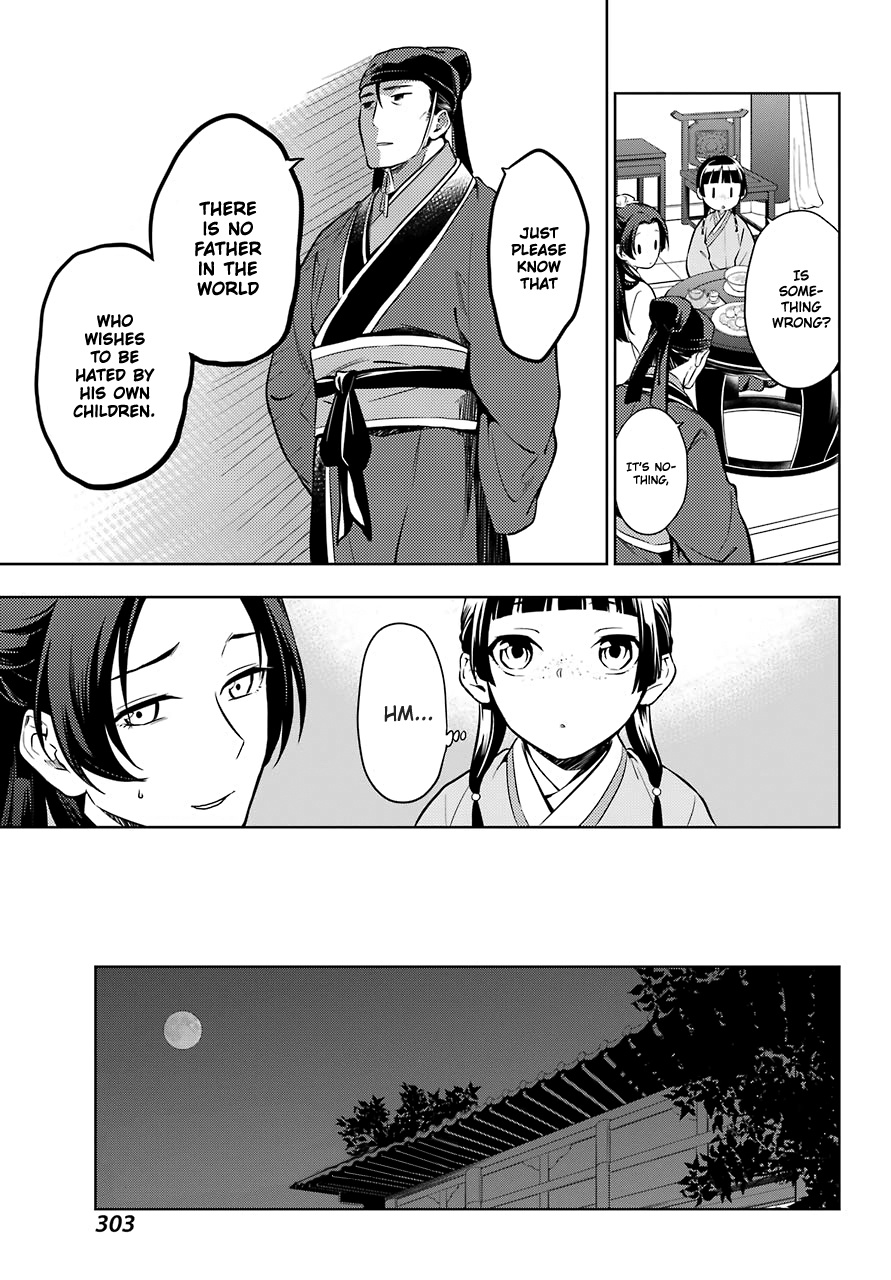 IS
SOME-
THING
WRONG?
IT'S NO-
THING,
JUST
PLEASE
KNOW
THAT
THERE
IS NO
FATHER
IN THE
WORLD
WHO
WISHES
TO BE
HATED BY
HIS OWN
CHILDREN.
HM...
303